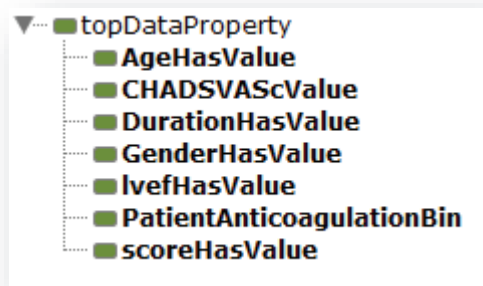 topDataProperty
AgeHasValue
CHADSVAScValue
DurationHasValue
GenderHasValue
lvefHasValue
PatientAnticoagulationBin
scoreHasValue